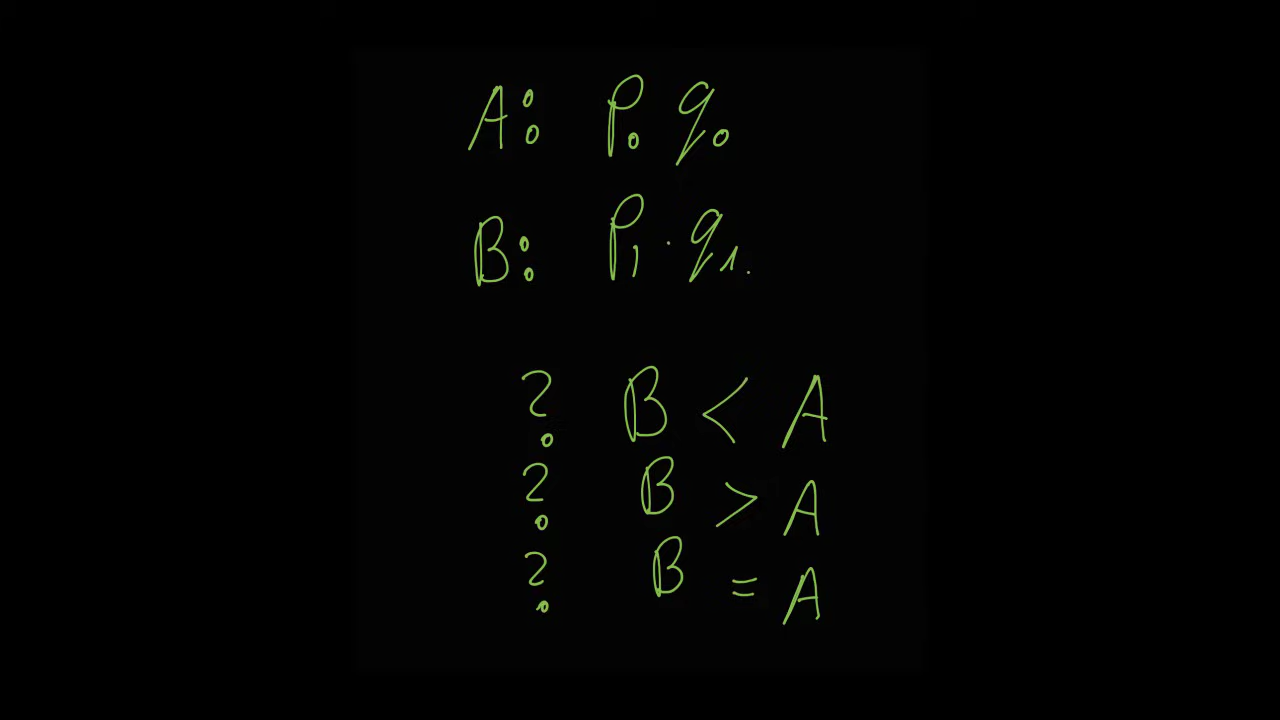 A: P₀ q₀
B: P₁ · q₁.
? B < A
? B > A
? B = A